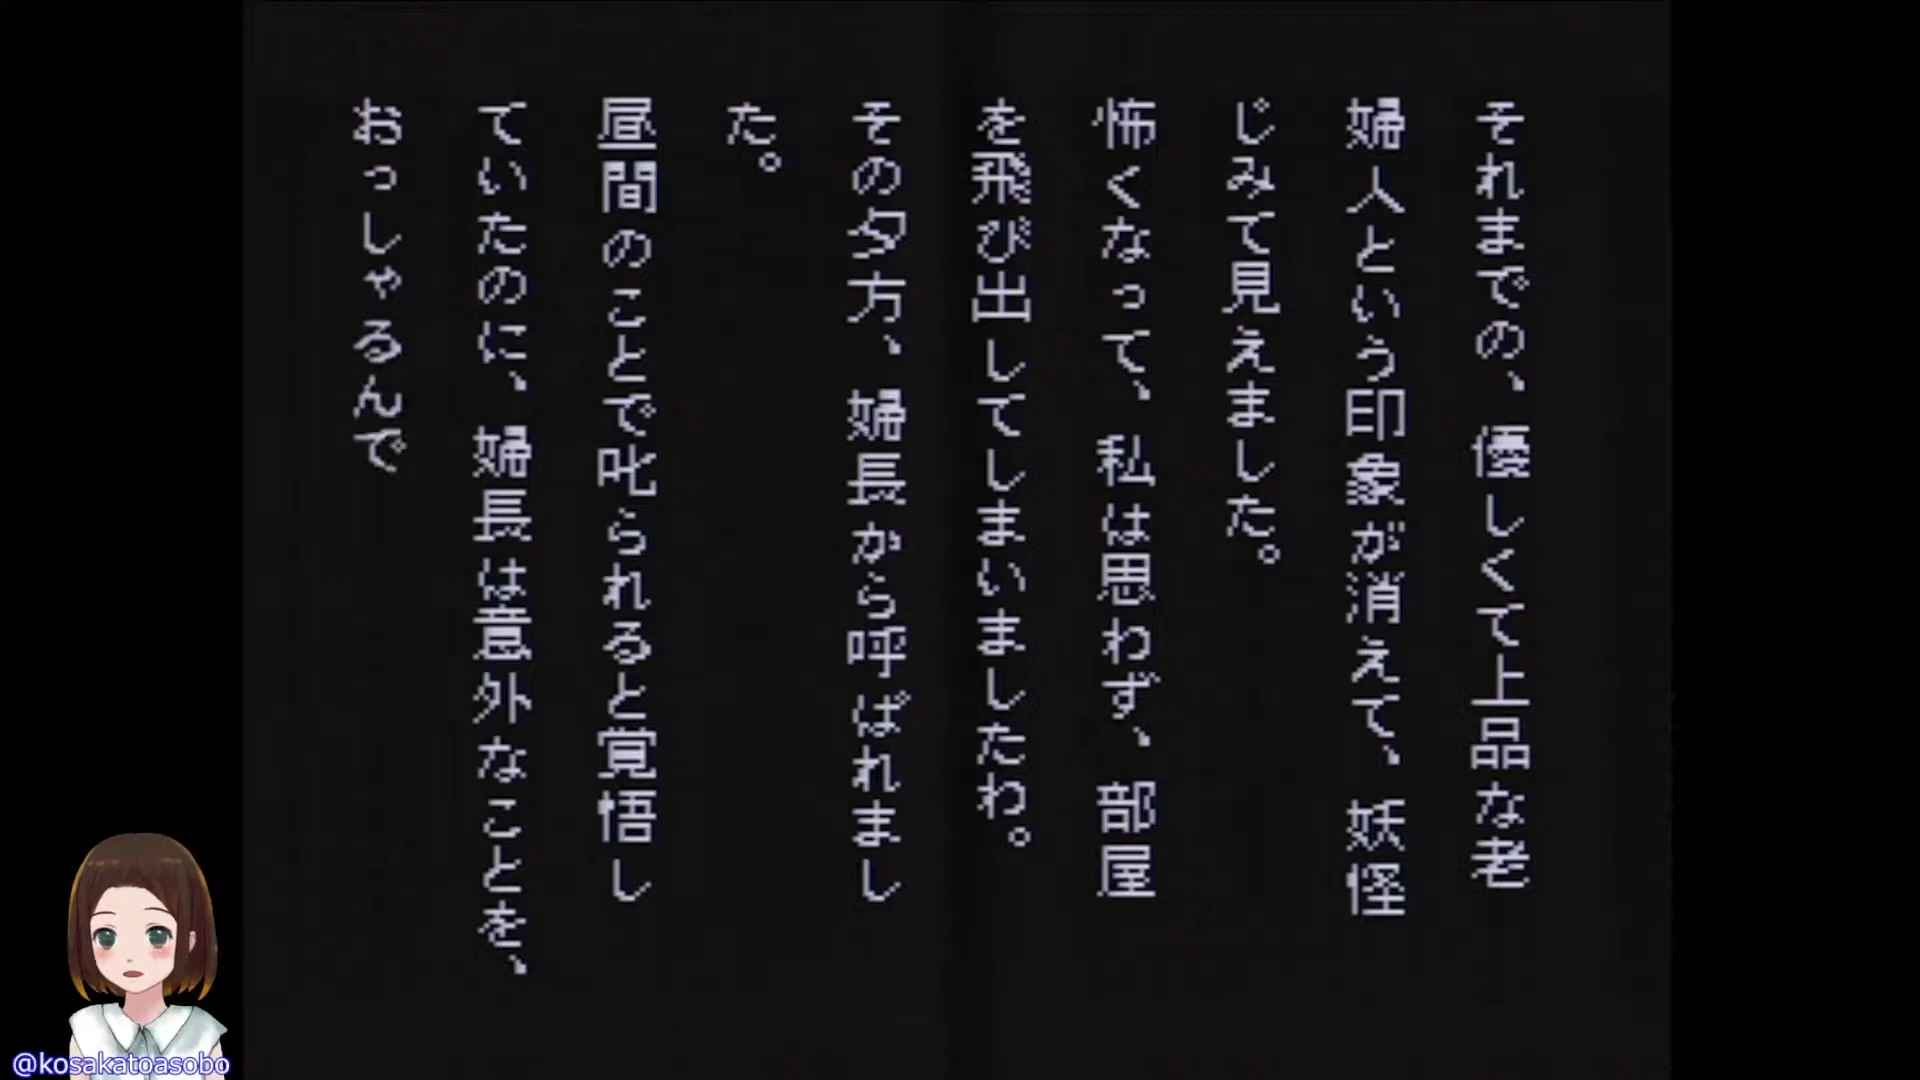 それまでの、優しくて上品な老
婦人という印象が消えて、妖怪
じみて見えました。
怖くなって、私は思わず、部屋
を飛び出してしまいましたわ。
その夕方、婦長から呼ばれまし
た。
昼間のことで叱られると覚悟し
ていたのに、婦長は意外なことを、
おっしゃるんで
@kosakatoasobo